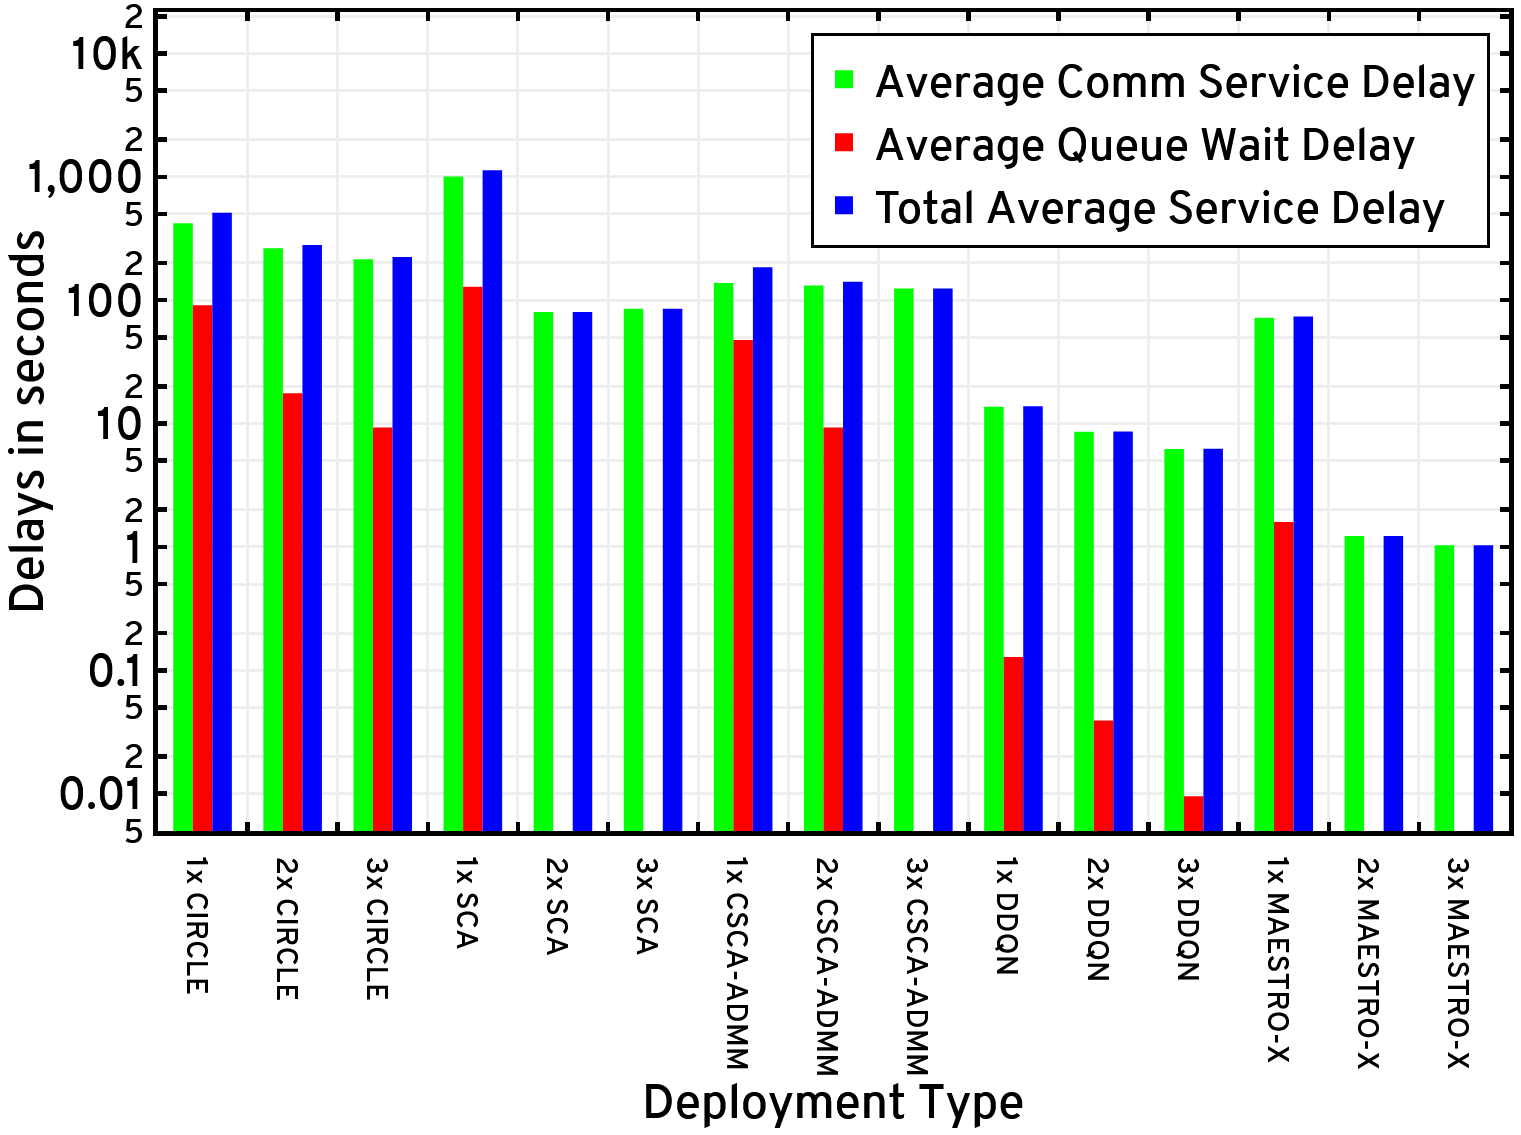 2
10k
5
2
1,000
5
2
100
5
2
10
5
2
1
5
2
0.1
5
2
0.01
5
Delays in seconds
Average Comm Service Delay
Average Queue Wait Delay
Total Average Service Delay
1x CIRCLE
2x CIRCLE
3x CIRCLE
1x SCA
2x SCA
3x SCA
1x CSCA-ADMM
2x CSCA-ADMM
3x CSCA-ADMM
1x DDQN
2x DDQN
3x DDQN
1x MAESTRO-X
2x MAESTRO-X
3x MAESTRO-X
Deployment Type